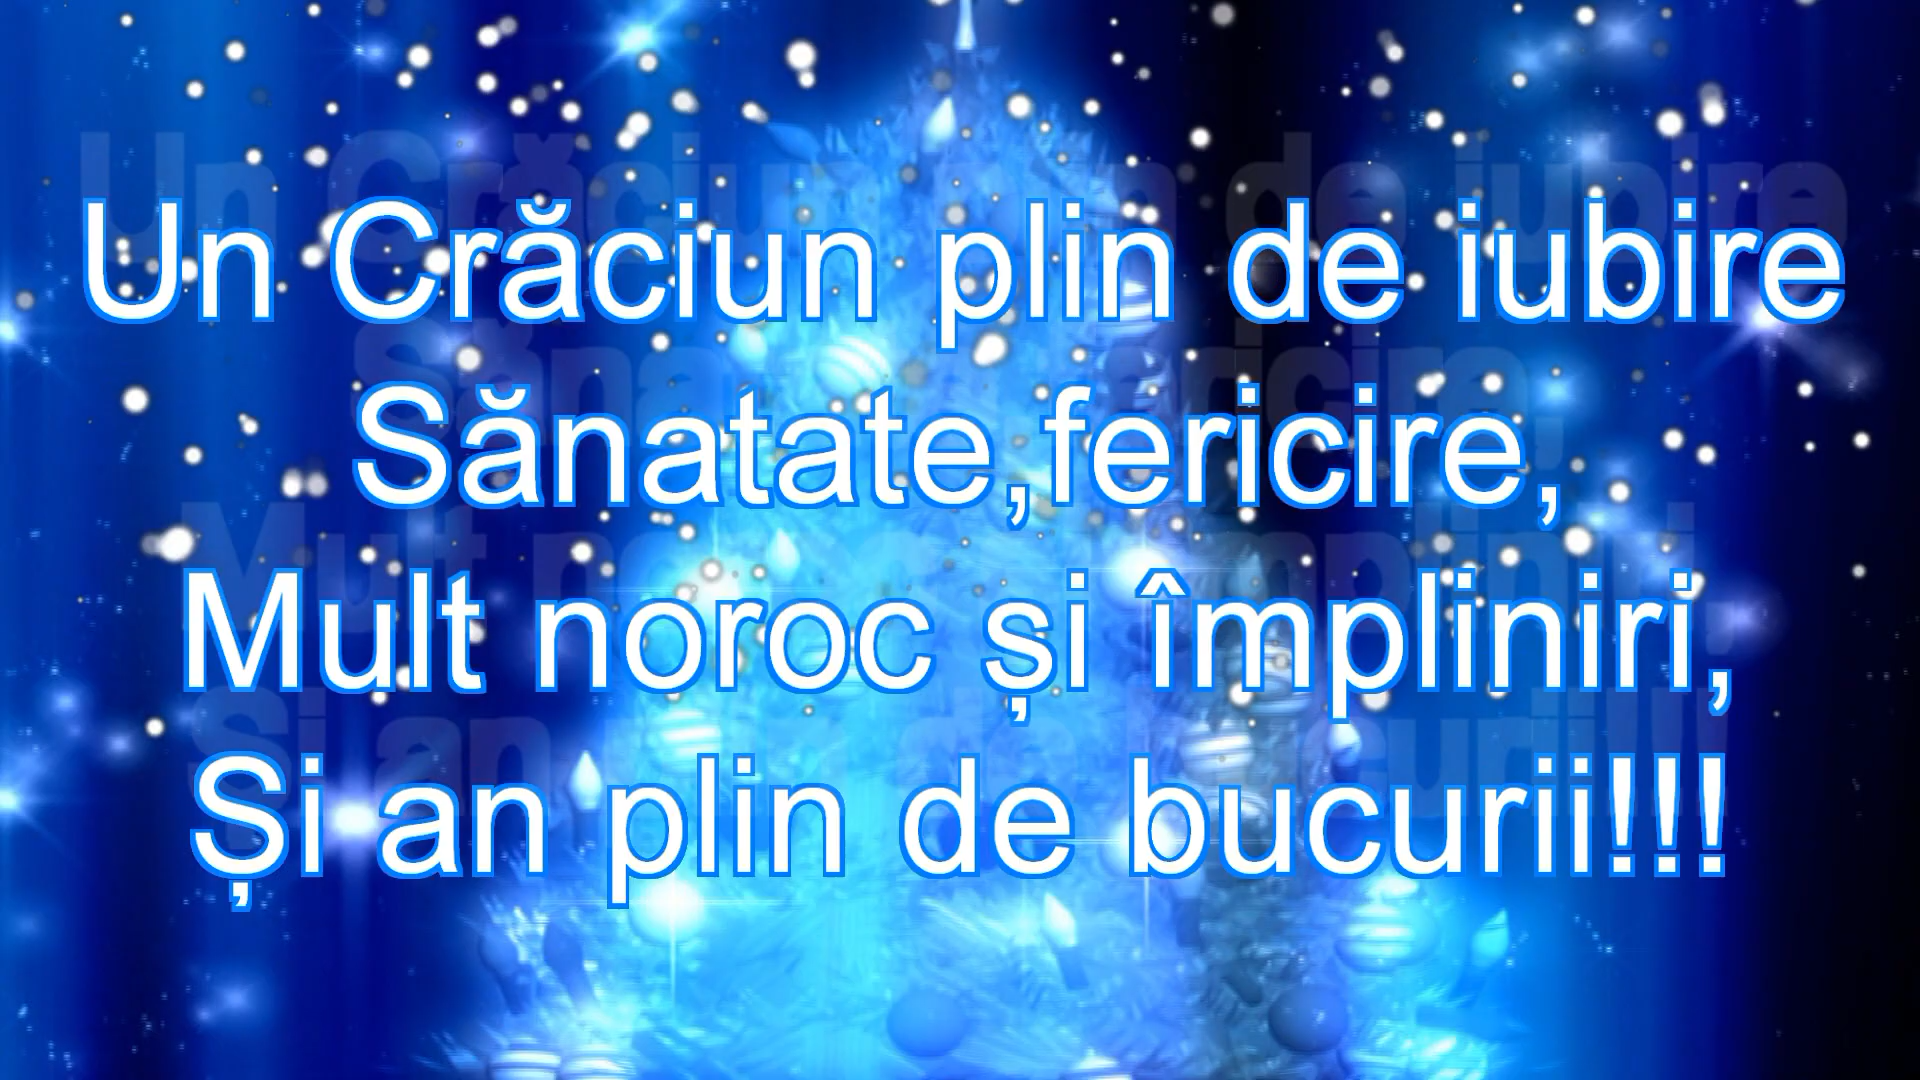 Un Crăciun plin de iubire
Sănatate,fericire,
Mult noroc și împliniri,
Și an plin de bucurii!!!